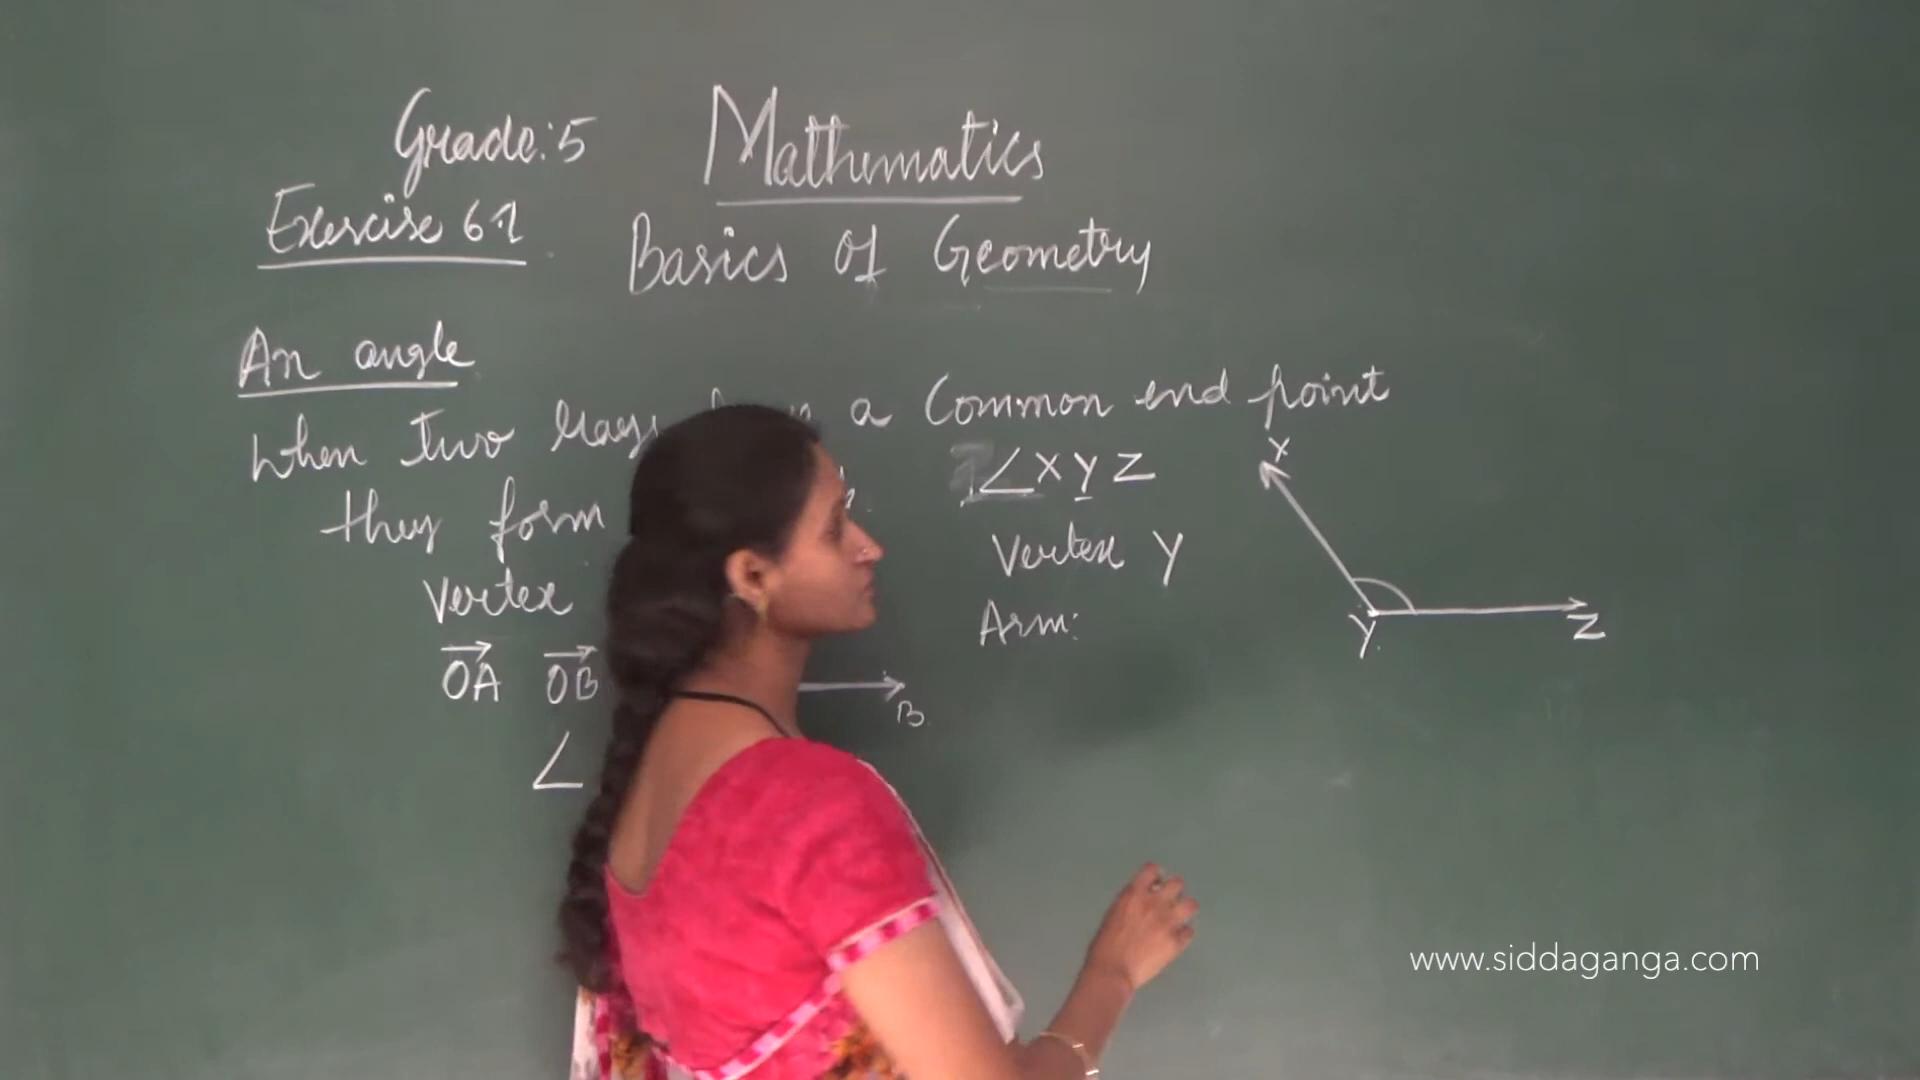 Grade: 5
Mathematics
Exercise 6.1
Basics of Geometry
An angle
When two rays a Common end point
they form
Vertex
OA OB
∠
B
∠XYZ
Vertex Y
Arm:
X
Y
Z
www.siddaganga.com